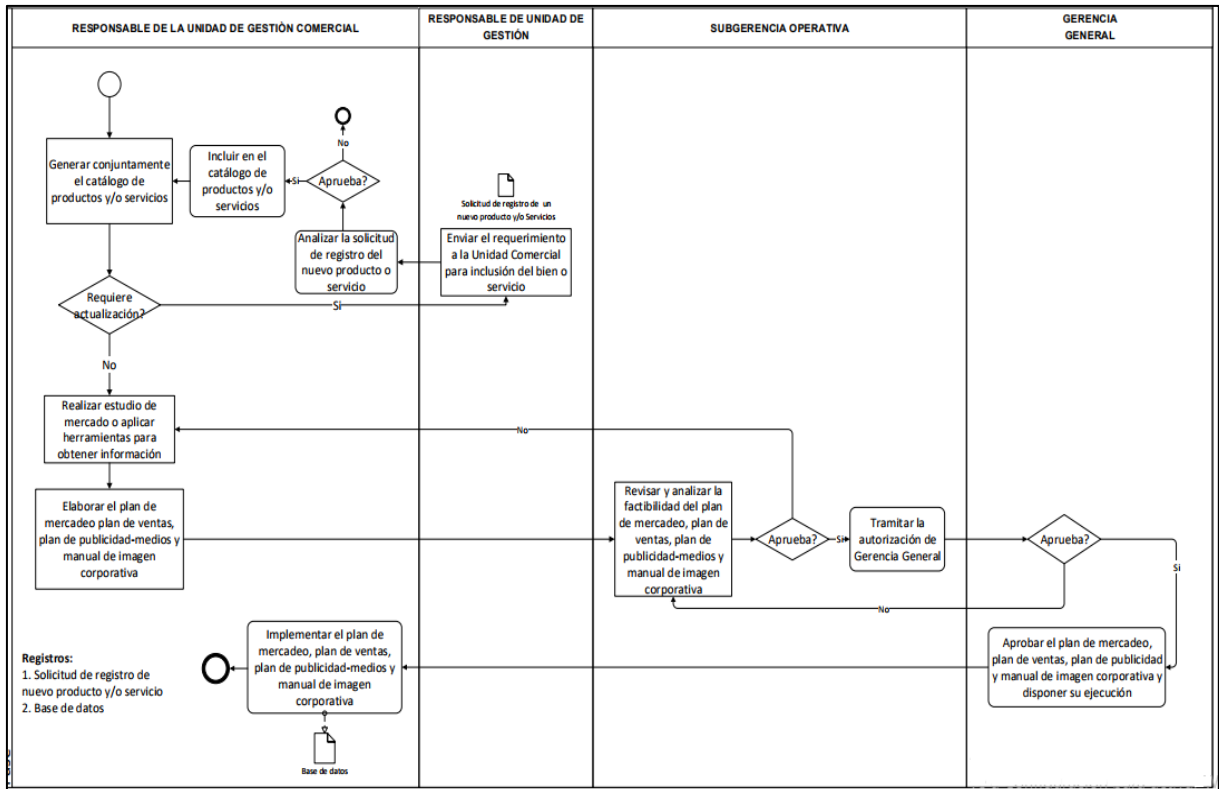 RESPONSABLE DE LA UNIDAD DE GESTIÒN COMERCIAL
RESPONSABLE DE UNIDAD DE
GESTIÓN
SUBGERENCIA OPERATIVA
GERENCIA
GENERAL
Generar conjuntamente
el catálogo de
productos y/o servicios
Incluir en el
catálogo de
productos y/o
servicios
Si
Aprueba?
No
Analizar la solicitud
de registro del
nuevo producto o
servicio
Solicitud de registro de un
nuevo producto y/o Servicios
Enviar el requerimiento
a la Unidad Comercial
para inclusión del bien o
servicio
Requiere
actualización?
Si
No
Realizar estudio de
mercado o aplicar
herramientas para
obtener información
No
Elaborar el plan de
mercadeo plan de ventas,
plan de publicidad-medios y
manual de imagen
corporativa
Revisar y analizar la
factibilidad del plan
de mercadeo, plan de
ventas, plan de
publicidad-medios y
manual de imagen
corporativa
Aprueba?
Si
Tramitar la
autorización de
Gerencia General
Aprueba?
Si
No
Aprobar el plan de mercadeo,
plan de ventas, plan de publicidad
y manual de imagen corporativa y
disponer su ejecución
Implementar el plan de
mercadeo, plan de ventas,
plan de publicidad-medios y
manual de imagen
corporativa
Base de datos
Registros:
1. Solicitud de registro de
nuevo producto y/o servicio
2. Base de datos